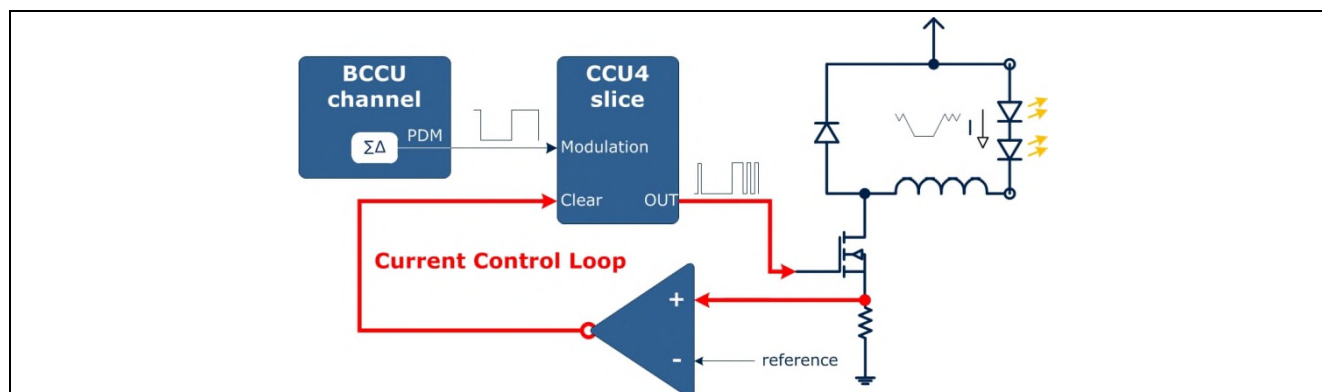 BCCU
channel
ΣΔ
PDM
CCU4
slice
Modulation
Clear
OUT
I
Current Control Loop
+
-
reference